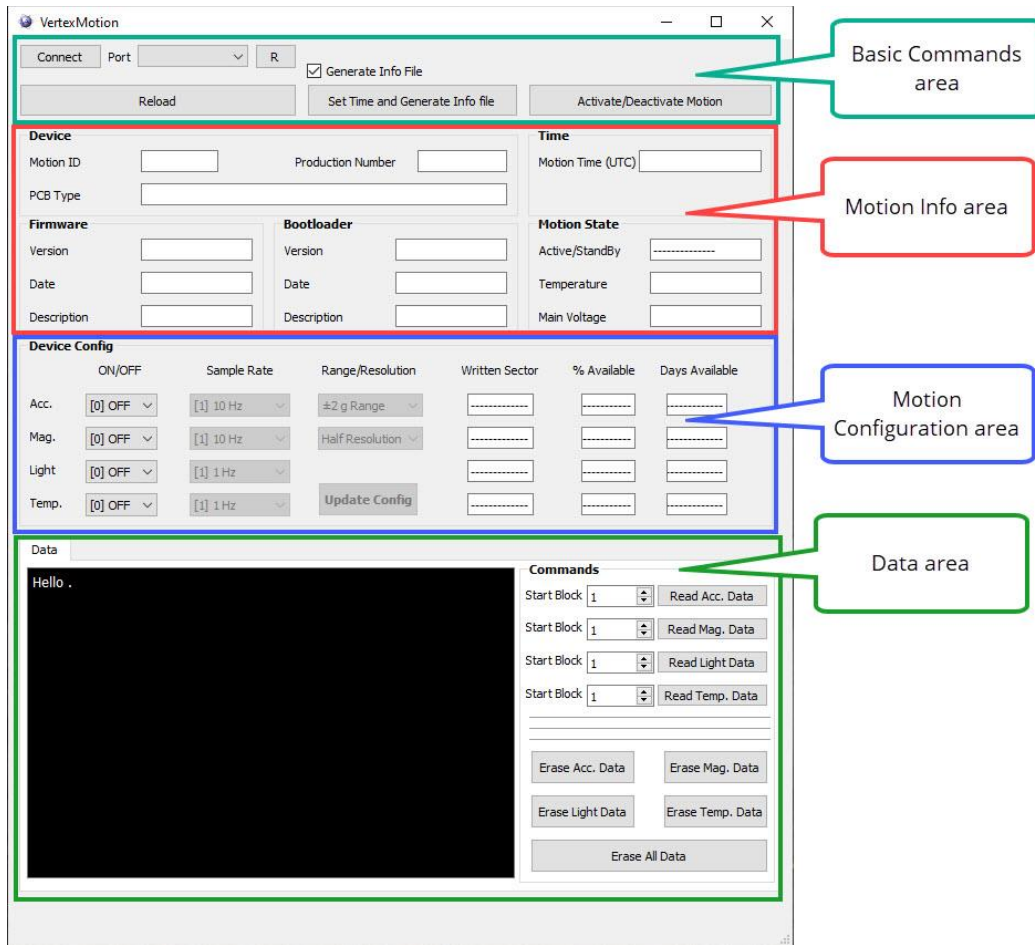 VertexMotion
Connect Port R
Generate Info File
Reload Set Time and Generate Info file Activate/Deactivate Motion
Basic Commands
area
Device Time
Motion ID Production Number Motion Time (UTC)
PCB Type
Motion Info area
Firmware Bootloader Motion State
Version Version Active/StandBy --------------
Date Date Temperature
Description Description Main Voltage
Device Config
ON/OFF Sample Rate Range/Resolution Written Sector % Available Days Available
Acc. [0] OFF [1] 10 Hz ±2 g Range ------------- ----------- -----------
Mag. [0] OFF [1] 10 Hz Half Resolution ------------- ----------- -----------
Light [0] OFF [1] 1 Hz ------------- ----------- -----------
Temp. [0] OFF [1] 1 Hz Update Config ------------- ----------- -----------
Motion
Configuration area
Data
Hello .
Commands
Start Block 1 Read Acc. Data
Start Block 1 Read Mag. Data
Start Block 1 Read Light Data
Start Block 1 Read Temp. Data
Erase Acc. Data Erase Mag. Data
Erase Light Data Erase Temp. Data
Erase All Data
Data area